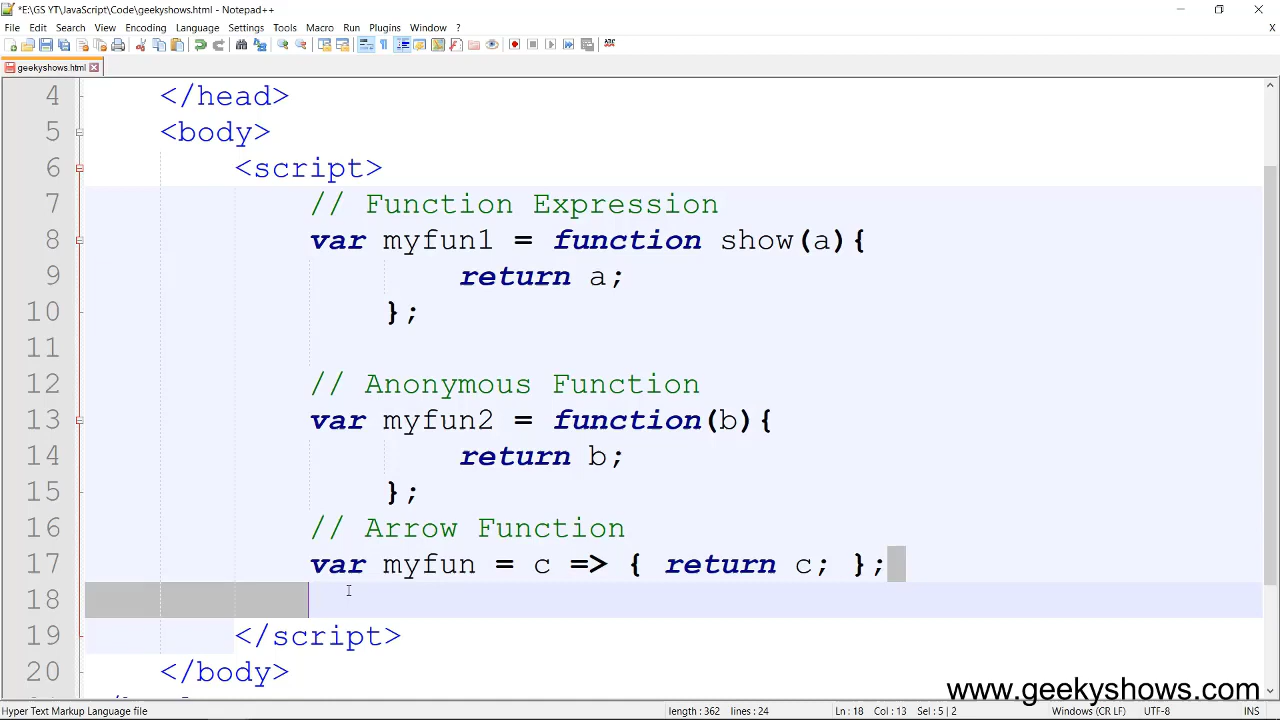 *E:\GS YT\JavaScript\Code\geekyshows.html - Notepad++
File Edit Search View Encoding Language Settings Tools Macro Run Plugins Window ? X
geekyshows.html
4 </head>
5 <body>
6 <script>
7 // Function Expression
8 var myfun1 = function show(a){
9 return a;
10 };
11
12 // Anonymous Function
13 var myfun2 = function(b){
14 return b;
15 };
16 // Arrow Function
17 var myfun = c => { return c; };
18
19 </script>
20 </body>
www.geekyshows.com
Hyper Text Markup Language file length : 362 lines : 24 Ln : 18 Col : 13 Sel : 5 | 2 Windows (CR LF) UTF-8 INS